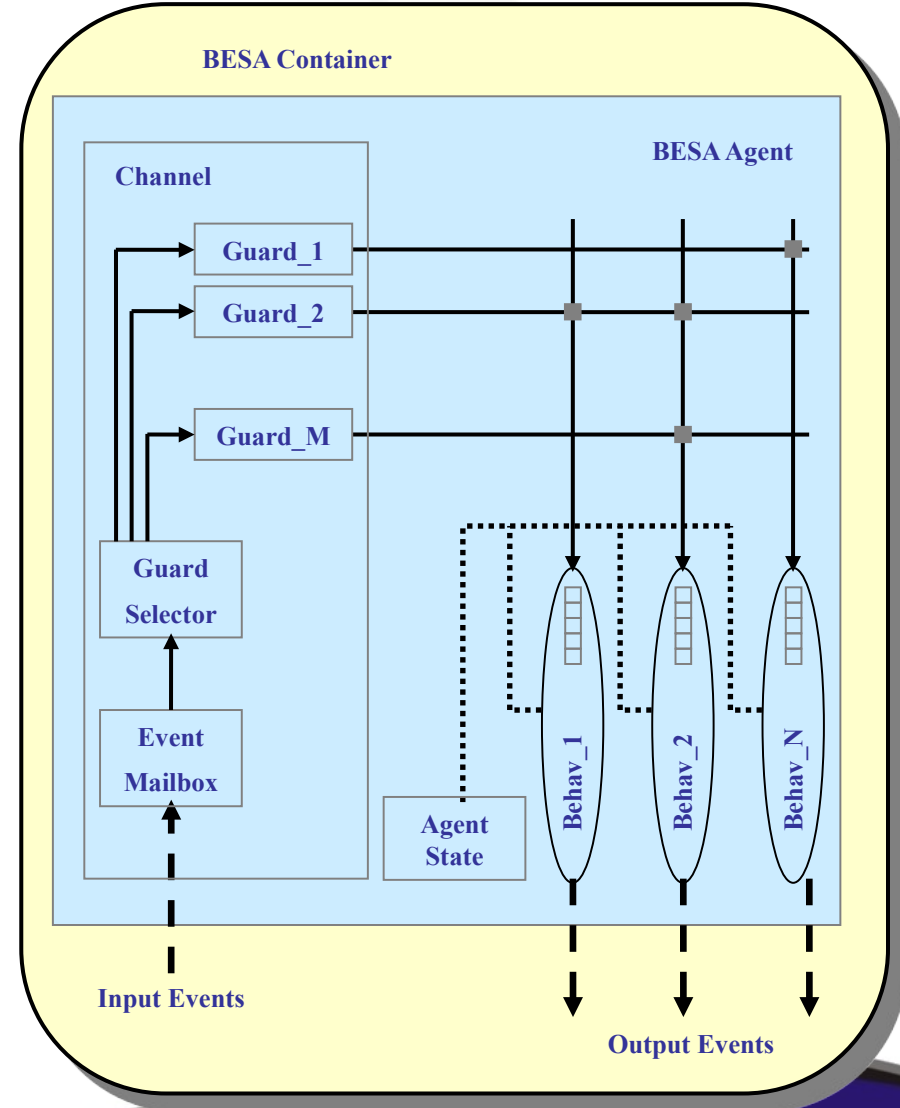 BESA Container
BESA Agent
Channel
Guard_1
Guard_2
Guard_M
Guard
Selector
Event
Mailbox
Agent
State
Behav_1
Behav_2
Behav_N
Input Events
Output Events